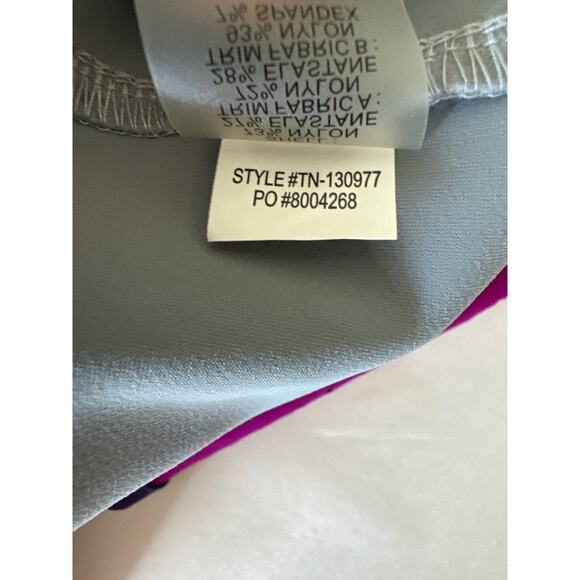 SHELL:
73% NYLON
27% ELASTANE
TRIM FABRIC A:
72% NYLON
28% ELASTANE
TRIM FABRIC B:
93% NYLON
7% SPANDEX
STYLE #TN-130977
PO #8004268